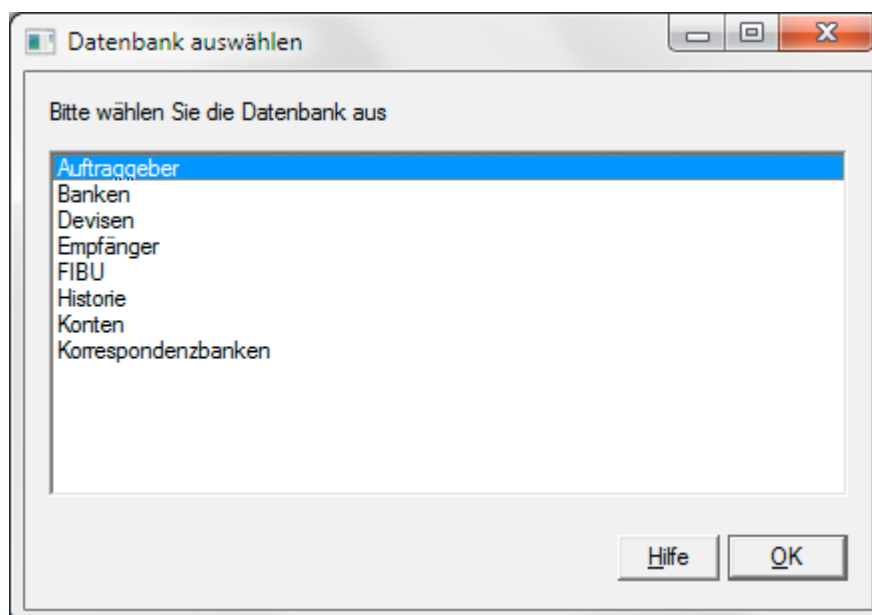 Datenbank auswählen
Bitte wählen Sie die Datenbank aus
Auftraggeber
Banken
Devisen
Empfänger
FIBU
Historie
Konten
Korrespondenzbanken
Hilfe OK